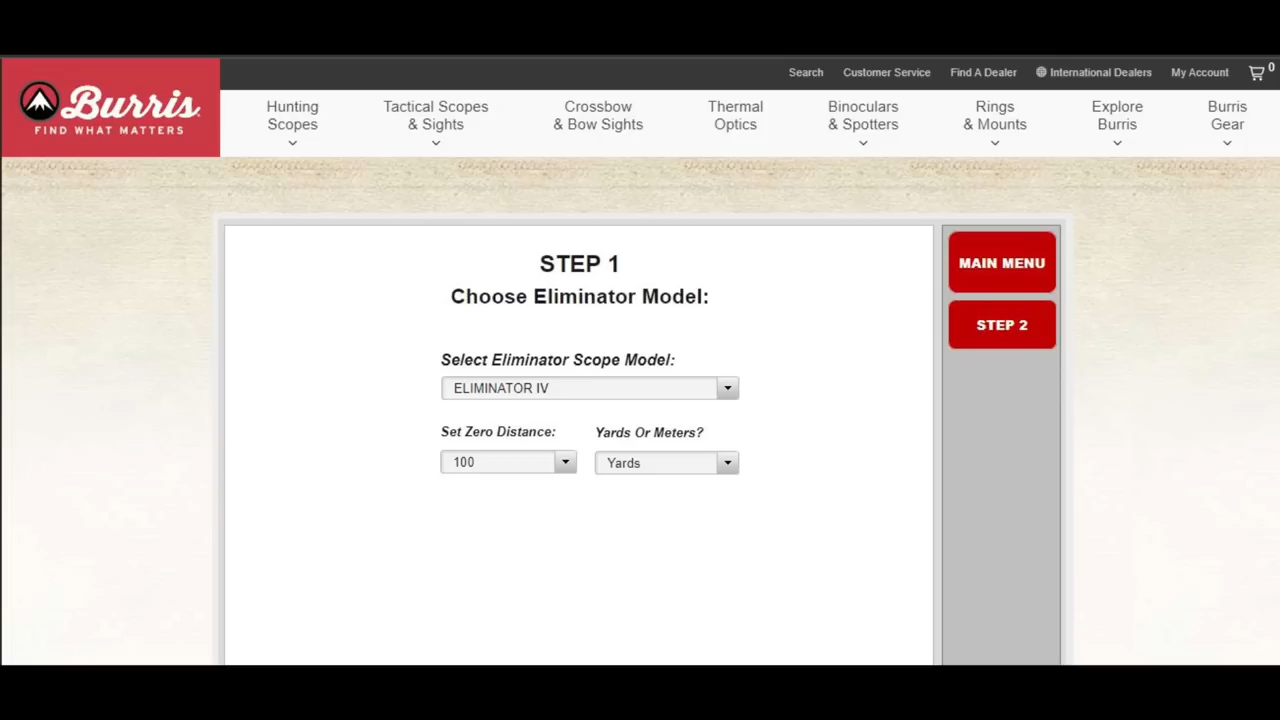 Search Customer Service Find A Dealer International Dealers My Account 0
Burris
FIND WHAT MATTERS
Hunting Scopes
Tactical Scopes & Sights
Crossbow & Bow Sights
Thermal Optics
Binoculars & Spotters
Rings & Mounts
Explore Burris
Burris Gear
STEP 1
Choose Eliminator Model:
Select Eliminator Scope Model:
ELIMINATOR IV
Set Zero Distance: Yards Or Meters?
100 Yards
MAIN MENU
STEP 2